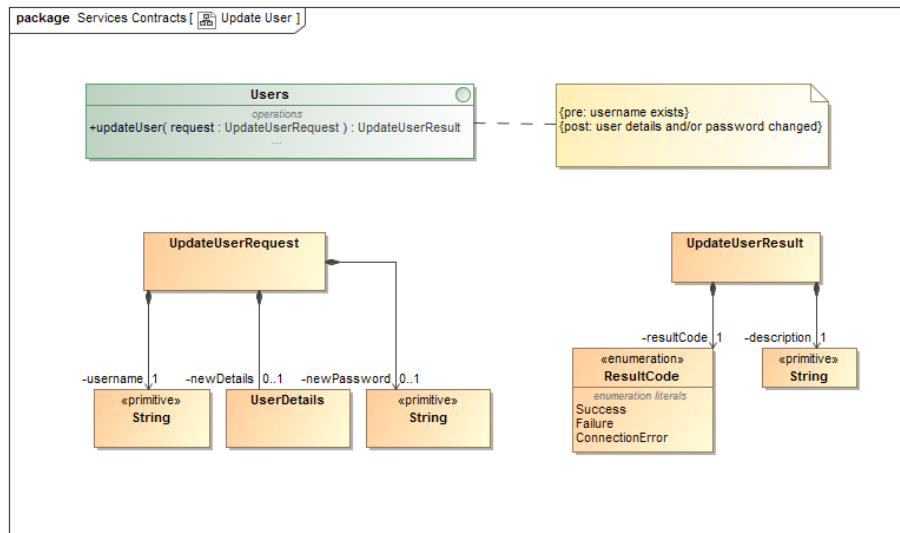 package Services Contracts [ Update User ]
Users
operations
+updateUser( request : UpdateUserRequest ) : UpdateUserResult
...
{pre: username exists}
{post: user details and/or password changed}
UpdateUserRequest
UpdateUserResult
-resultCode 1
-description 1
-username 1
-newDetails 0..1
-newPassword 0..1
«enumeration»
ResultCode
enumeration literals
Success
Failure
ConnectionError
«primitive»
String
«primitive»
String
UserDetails
«primitive»
String